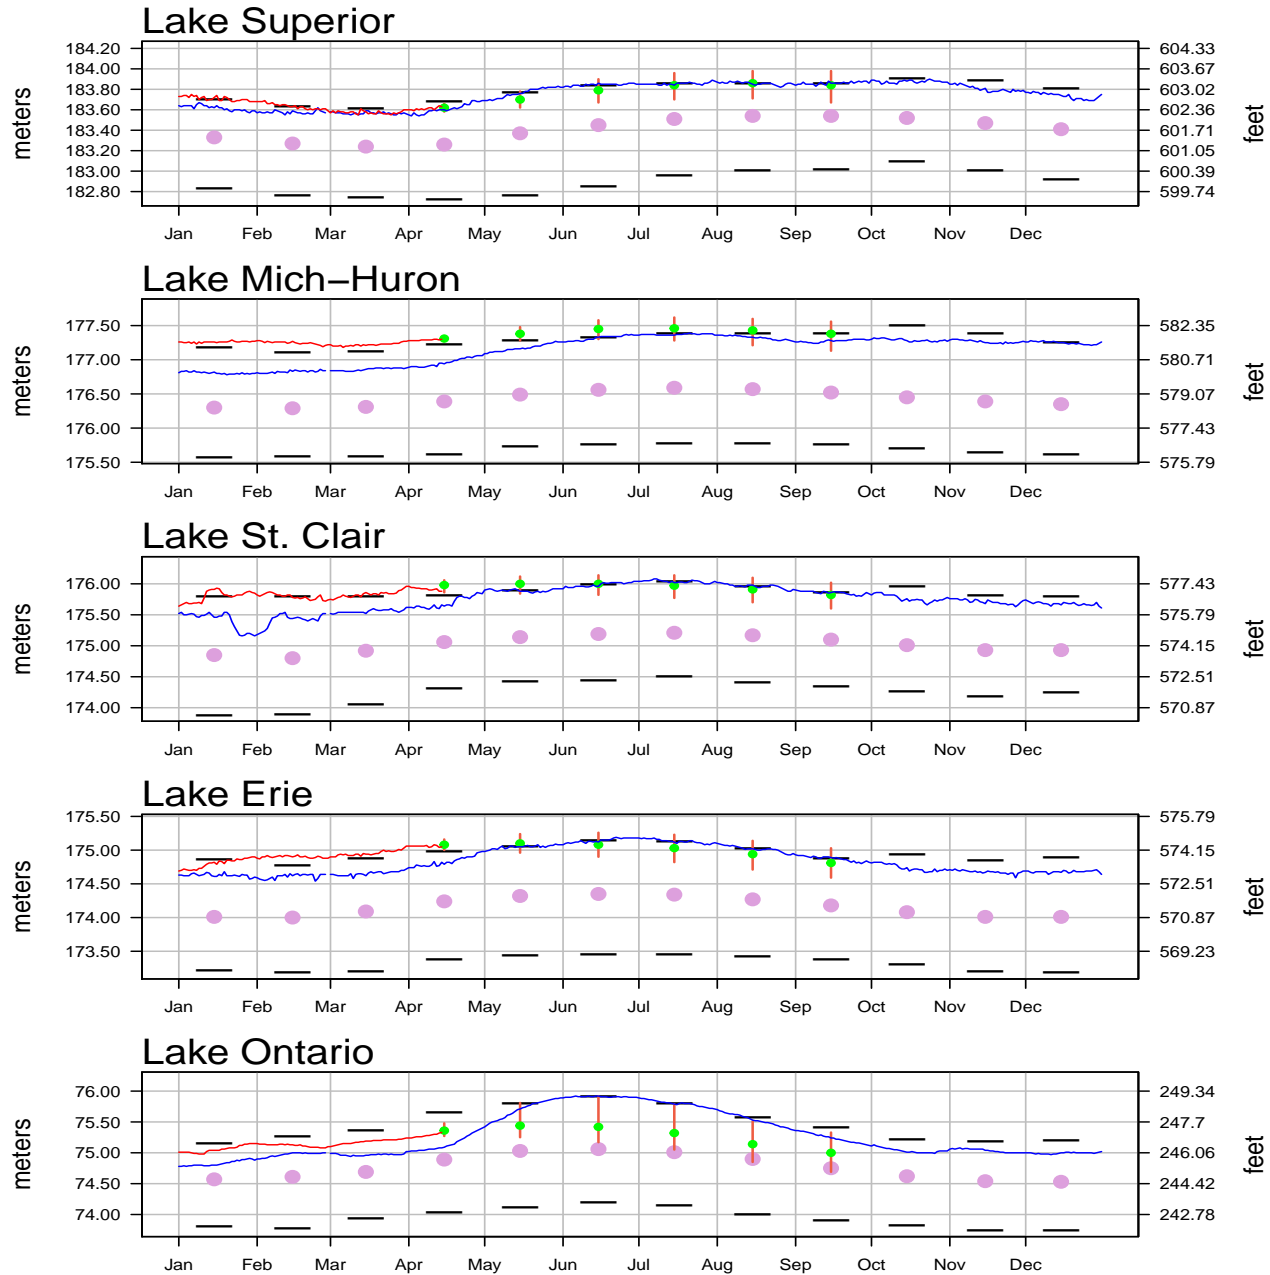 Lake Superior
184.20 604.33
184.00 603.67
183.80 603.02
183.60 602.36
183.40 601.71
183.20 601.05
183.00 600.39
182.80 599.74
meters feet
Jan Feb Mar Apr May Jun Jul Aug Sep Oct Nov Dec
Lake Mich–Huron
177.50 582.35
177.00 580.71
176.50 579.07
176.00 577.43
175.50 575.79
meters feet
Jan Feb Mar Apr May Jun Jul Aug Sep Oct Nov Dec
Lake St. Clair
176.00 577.43
175.50 575.79
175.00 574.15
174.50 572.51
174.00 570.87
meters feet
Jan Feb Mar Apr May Jun Jul Aug Sep Oct Nov Dec
Lake Erie
175.50 575.79
175.00 574.15
174.50 572.51
174.00 570.87
173.50 569.23
meters feet
Jan Feb Mar Apr May Jun Jul Aug Sep Oct Nov Dec
Lake Ontario
76.00 249.34
75.50 247.7
75.00 246.06
74.50 244.42
74.00 242.78
meters feet
Jan Feb Mar Apr May Jun Jul Aug Sep Oct Nov Dec